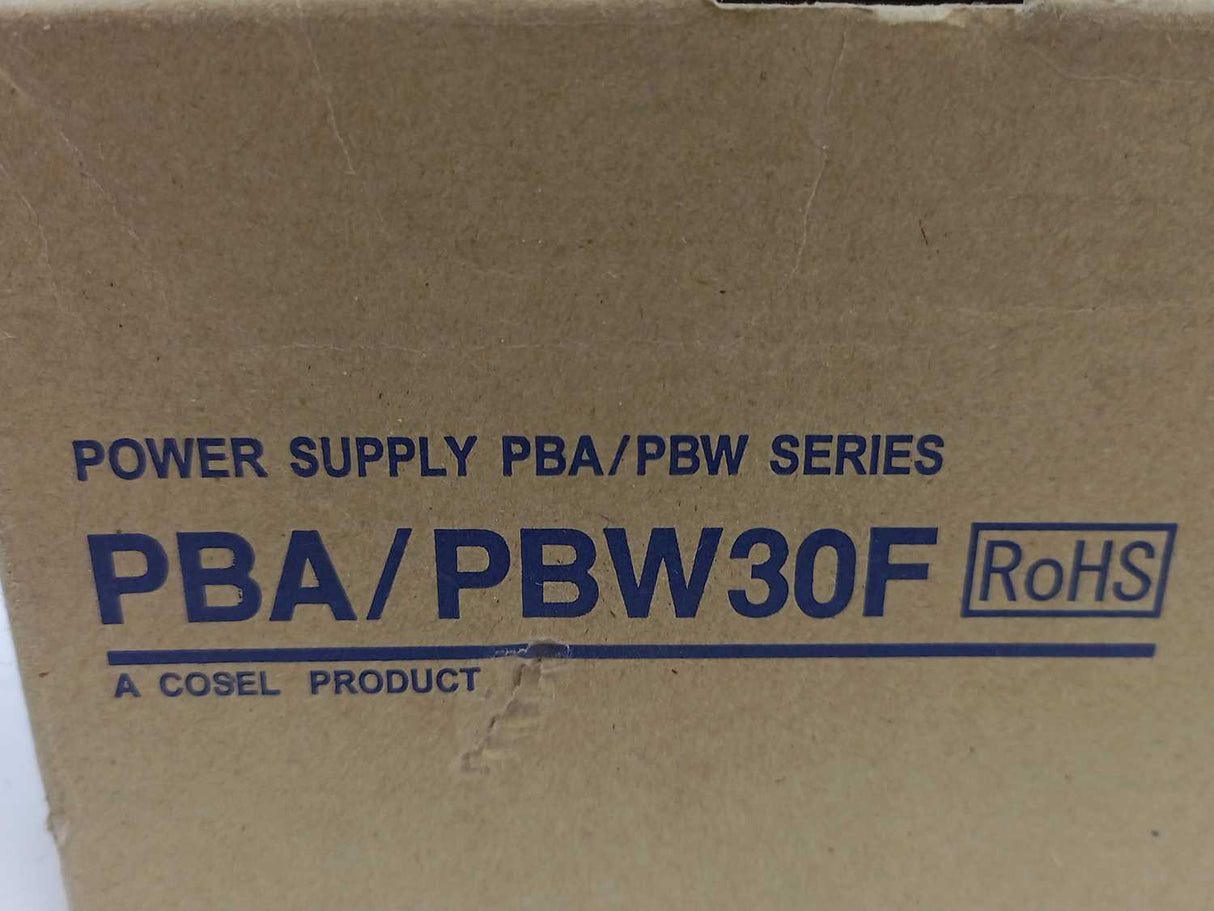 POWER SUPPLY PBA/PBW SERIES
PBA/PBW30F RoHS
A COSEL PRODUCT